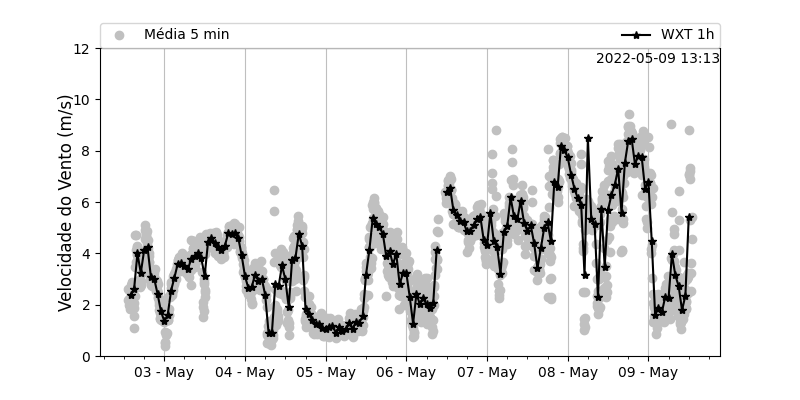 Média 5 min
WXT 1h
2022-05-09 13:13
12
10
8
6
4
2
0
Velocidade do Vento (m/s)
03 - May
04 - May
05 - May
06 - May
07 - May
08 - May
09 - May